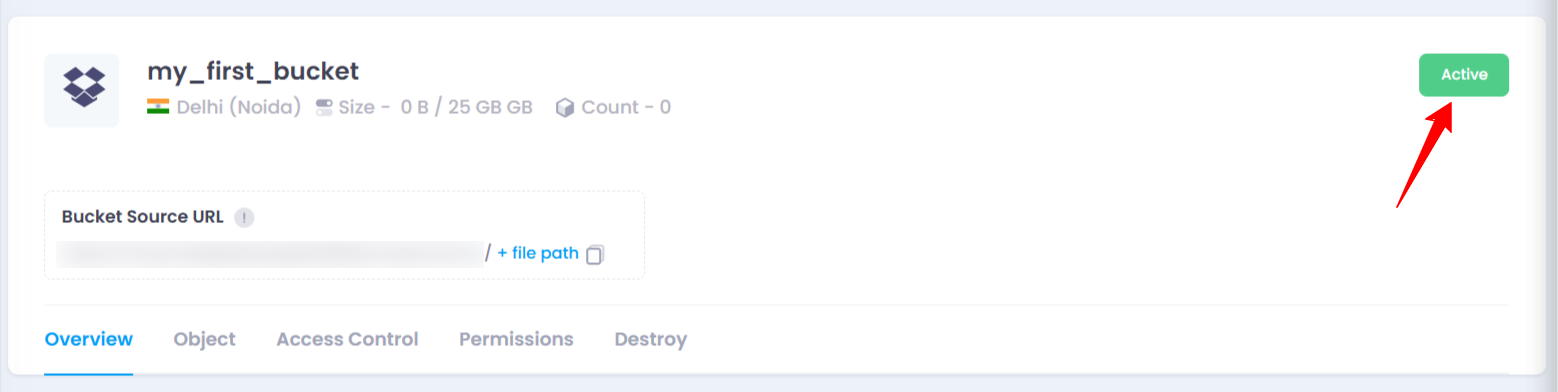 my_first_bucket
Active
Delhi (Noida) Size - 0 B / 25 GB GB Count - 0
Bucket Source URL !
/ + file path
Overview Object Access Control Permissions Destroy